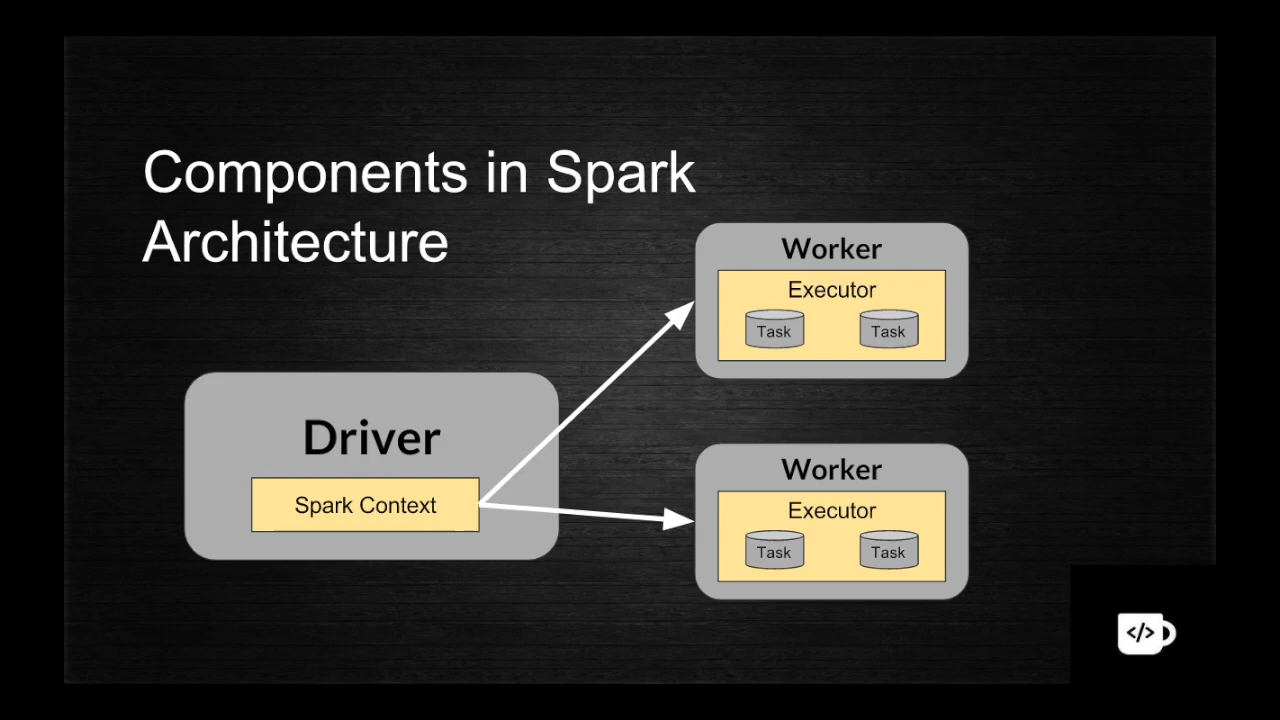 Components in Spark
Architecture
Worker
Executor
Task Task
Driver
Spark Context
Worker
Executor
Task Task
</>